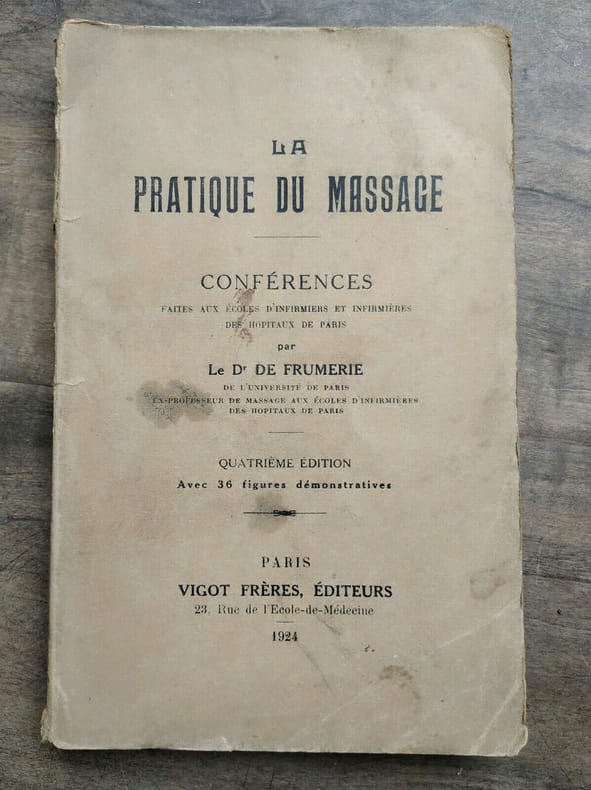 LA
PRATIQUE DU MASSAGE
CONFÉRENCES
FAITES AUX ÉCOLES D'INFIRMIERS ET INFIRMIÈRES
DES HOPITAUX DE PARIS
par
Le Dr DE FRUMERIE
DE L'UNIVERSITÉ DE PARIS
EX-PROFESSEUR DE MASSAGE AUX ÉCOLES D'INFIRMIÈRES
DES HOPITAUX DE PARIS
QUATRIÈME ÉDITION
Avec 36 figures démonstratives
PARIS
VIGOT FRÈRES, ÉDITEURS
23, Rue de l'Ecole-de-Médecine
1924